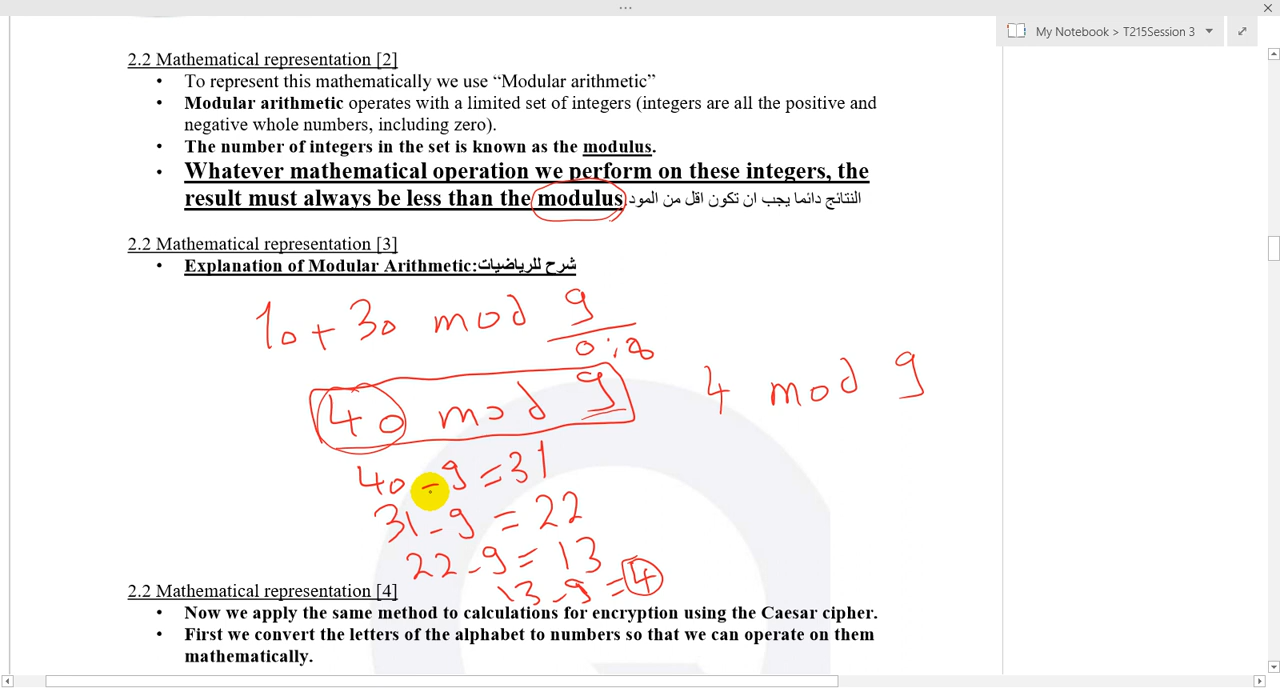 My Notebook > T215Session 3
2.2 Mathematical representation [2]
• To represent this mathematically we use “Modular arithmetic”
• Modular arithmetic operates with a limited set of integers (integers are all the positive and
negative whole numbers, including zero).
• The number of integers in the set is known as the modulus.
• Whatever mathematical operation we perform on these integers, the
result must always be less than the modulus النتائج دائما يجب ان تكون اقل من المود
2.2 Mathematical representation [3]
• Explanation of Modular Arithmetic:شرح للرياضيات
10 + 30 mod 9
0 : 8
40 mod 9
4 mod 9
40 - 9 = 31
31 - 9 = 22
22 - 9 = 13
13 - 9 = 4
2.2 Mathematical representation [4]
• Now we apply the same method to calculations for encryption using the Caesar cipher.
• First we convert the letters of the alphabet to numbers so that we can operate on them
mathematically.